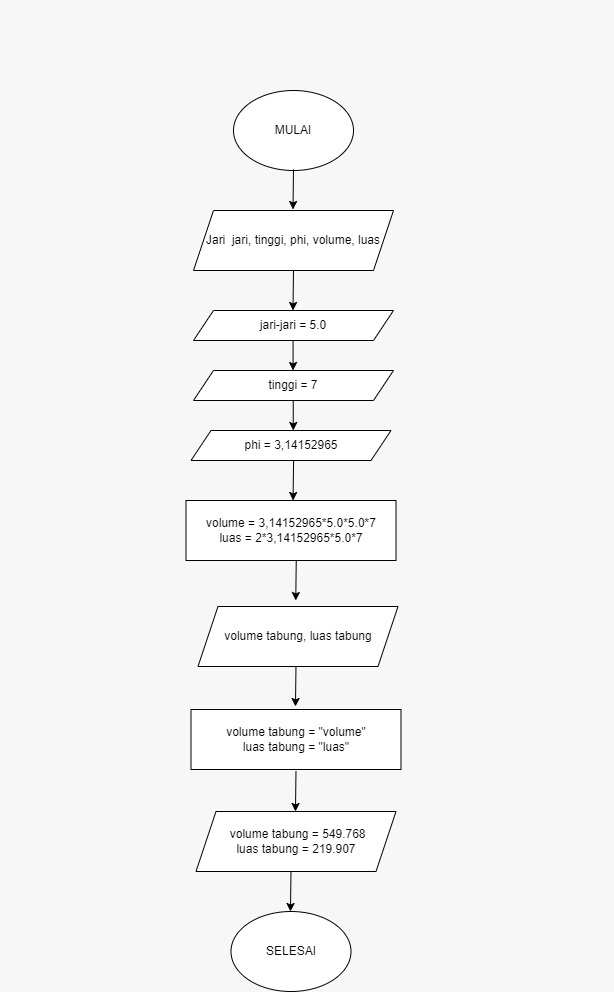 MULAI
Jari  jari, tinggi, phi, volume, luas
jari-jari = 5.0
tinggi = 7
phi = 3,14152965
volume = 3,14152965*5.0*5.0*7
luas = 2*3,14152965*5.0*7
volume tabung, luas tabung
volume tabung = "volume"
luas tabung = "luas"
volume tabung = 549.768
luas tabung = 219.907
SELESAI